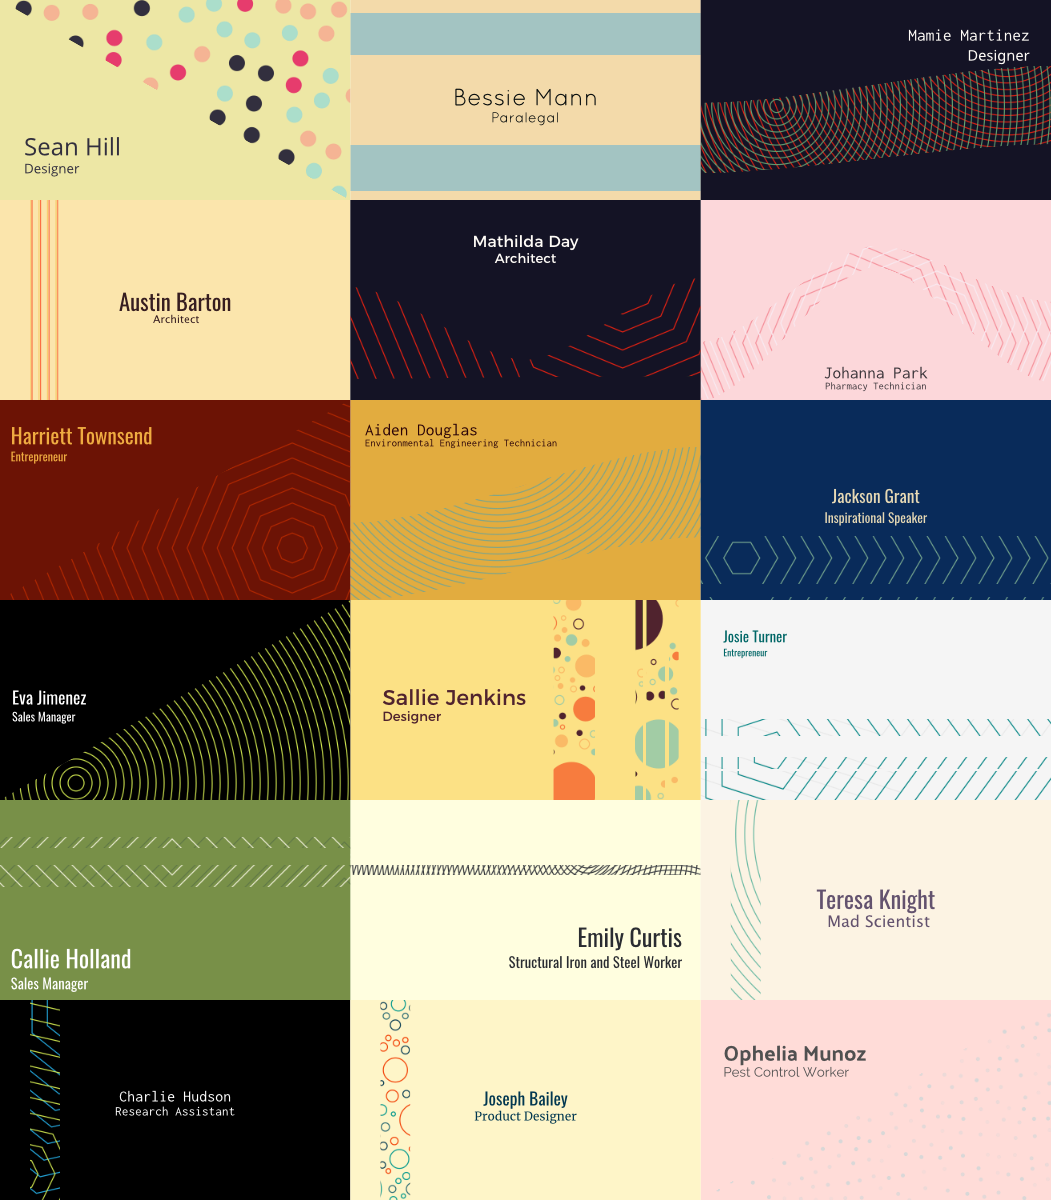 Sean Hill
Designer
Bessie Mann
Paralegal
Mamie Martinez
Designer
Austin Barton
Architect
Mathilda Day
Architect
Johanna Park
Pharmacy Technician
Harriett Townsend
Entrepreneur
Aiden Douglas
Environmental Engineering Technician
Jackson Grant
Inspirational Speaker
Eva Jimenez
Sales Manager
Sallie Jenkins
Designer
Josie Turner
Entrepreneur
Callie Holland
Sales Manager
Emily Curtis
Structural Iron and Steel Worker
Teresa Knight
Mad Scientist
Charlie Hudson
Research Assistant
Joseph Bailey
Product Designer
Ophelia Munoz
Pest Control Worker